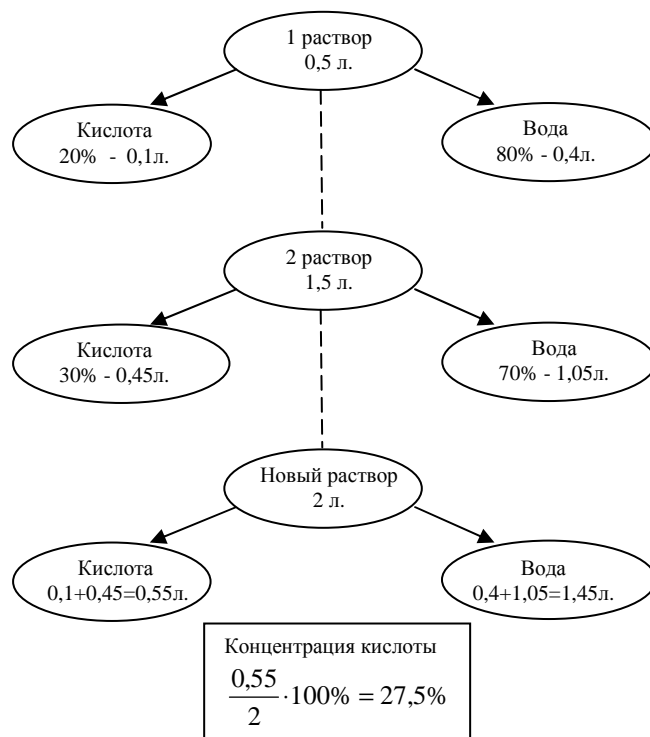 1 раствор
0,5 л.
Кислота
20% - 0,1л.
Вода
80% - 0,4л.
2 раствор
1,5 л.
Кислота
30% - 0,45л.
Вода
70% - 1,05л.
Новый раствор
2 л.
Кислота
0,1+0,45=0,55л.
Вода
0,4+1,05=1,45л.
Концентрация кислоты
0,55
2
·100% = 27,5%